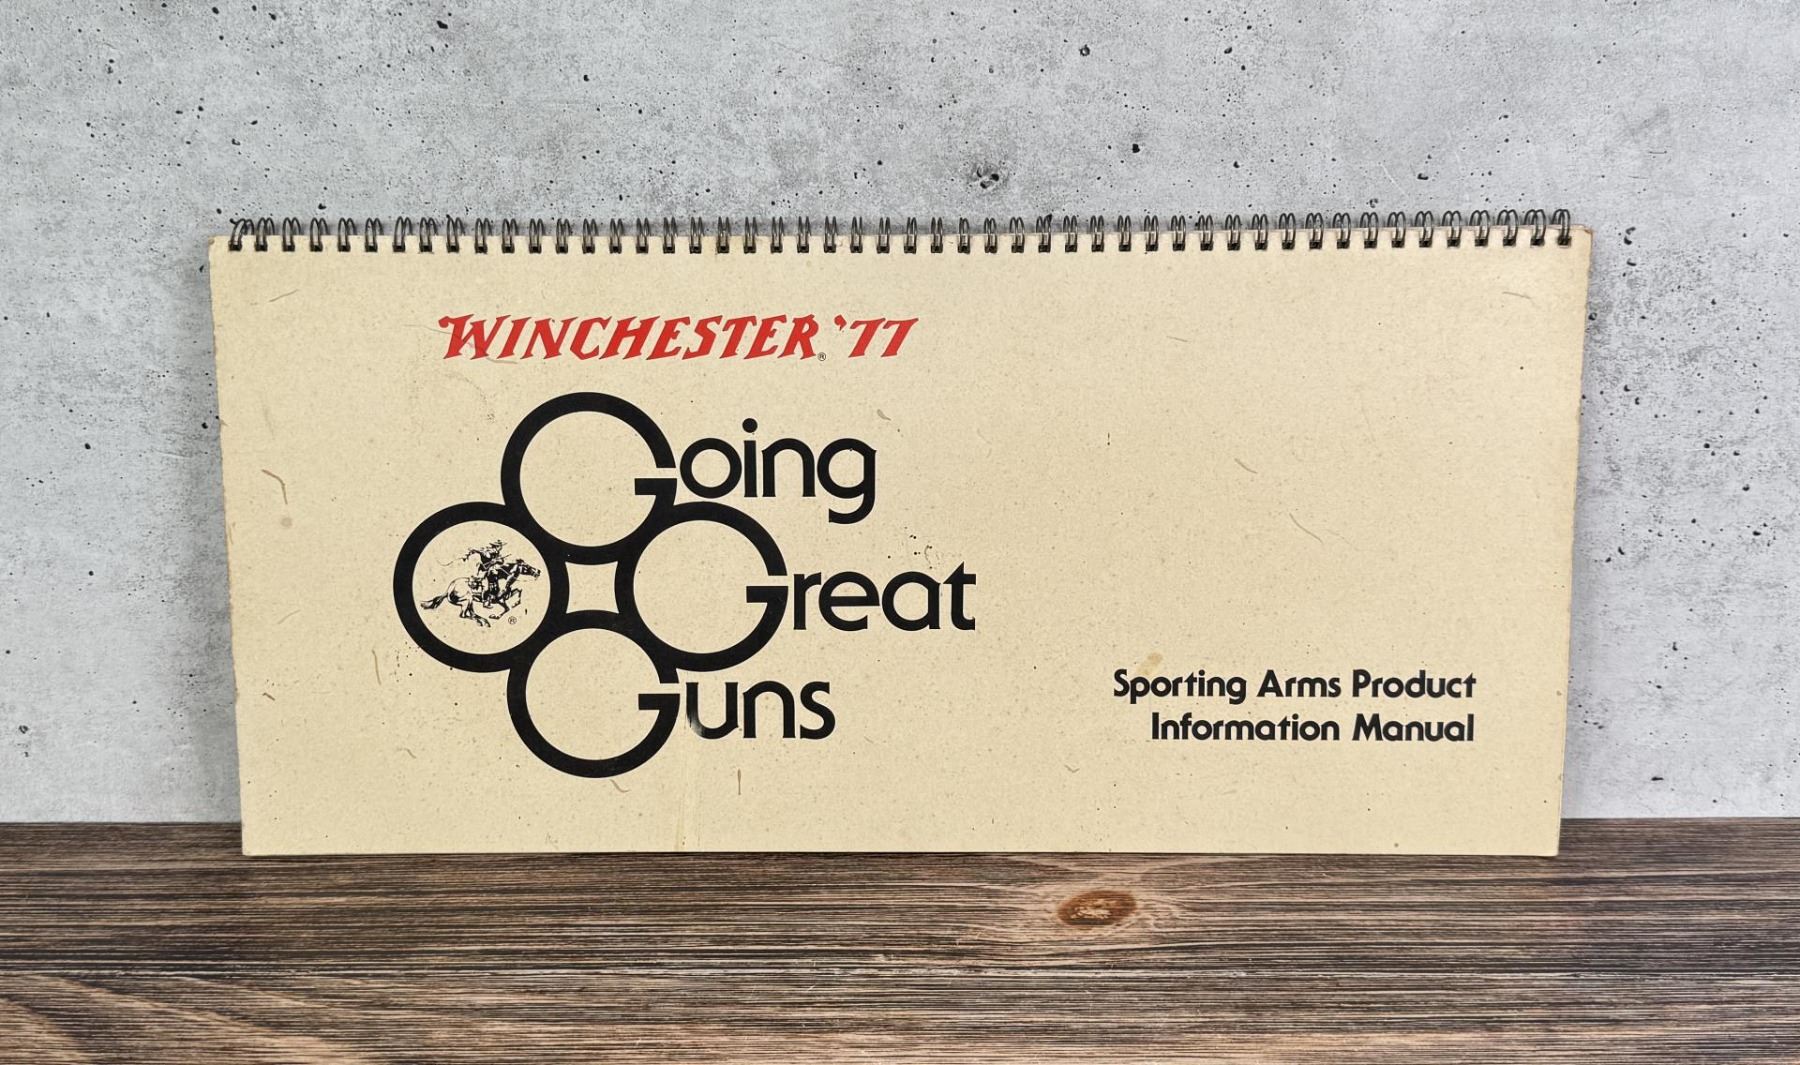 WINCHESTER® '77
Going
Great
Guns
®
Sporting Arms Product
Information Manual